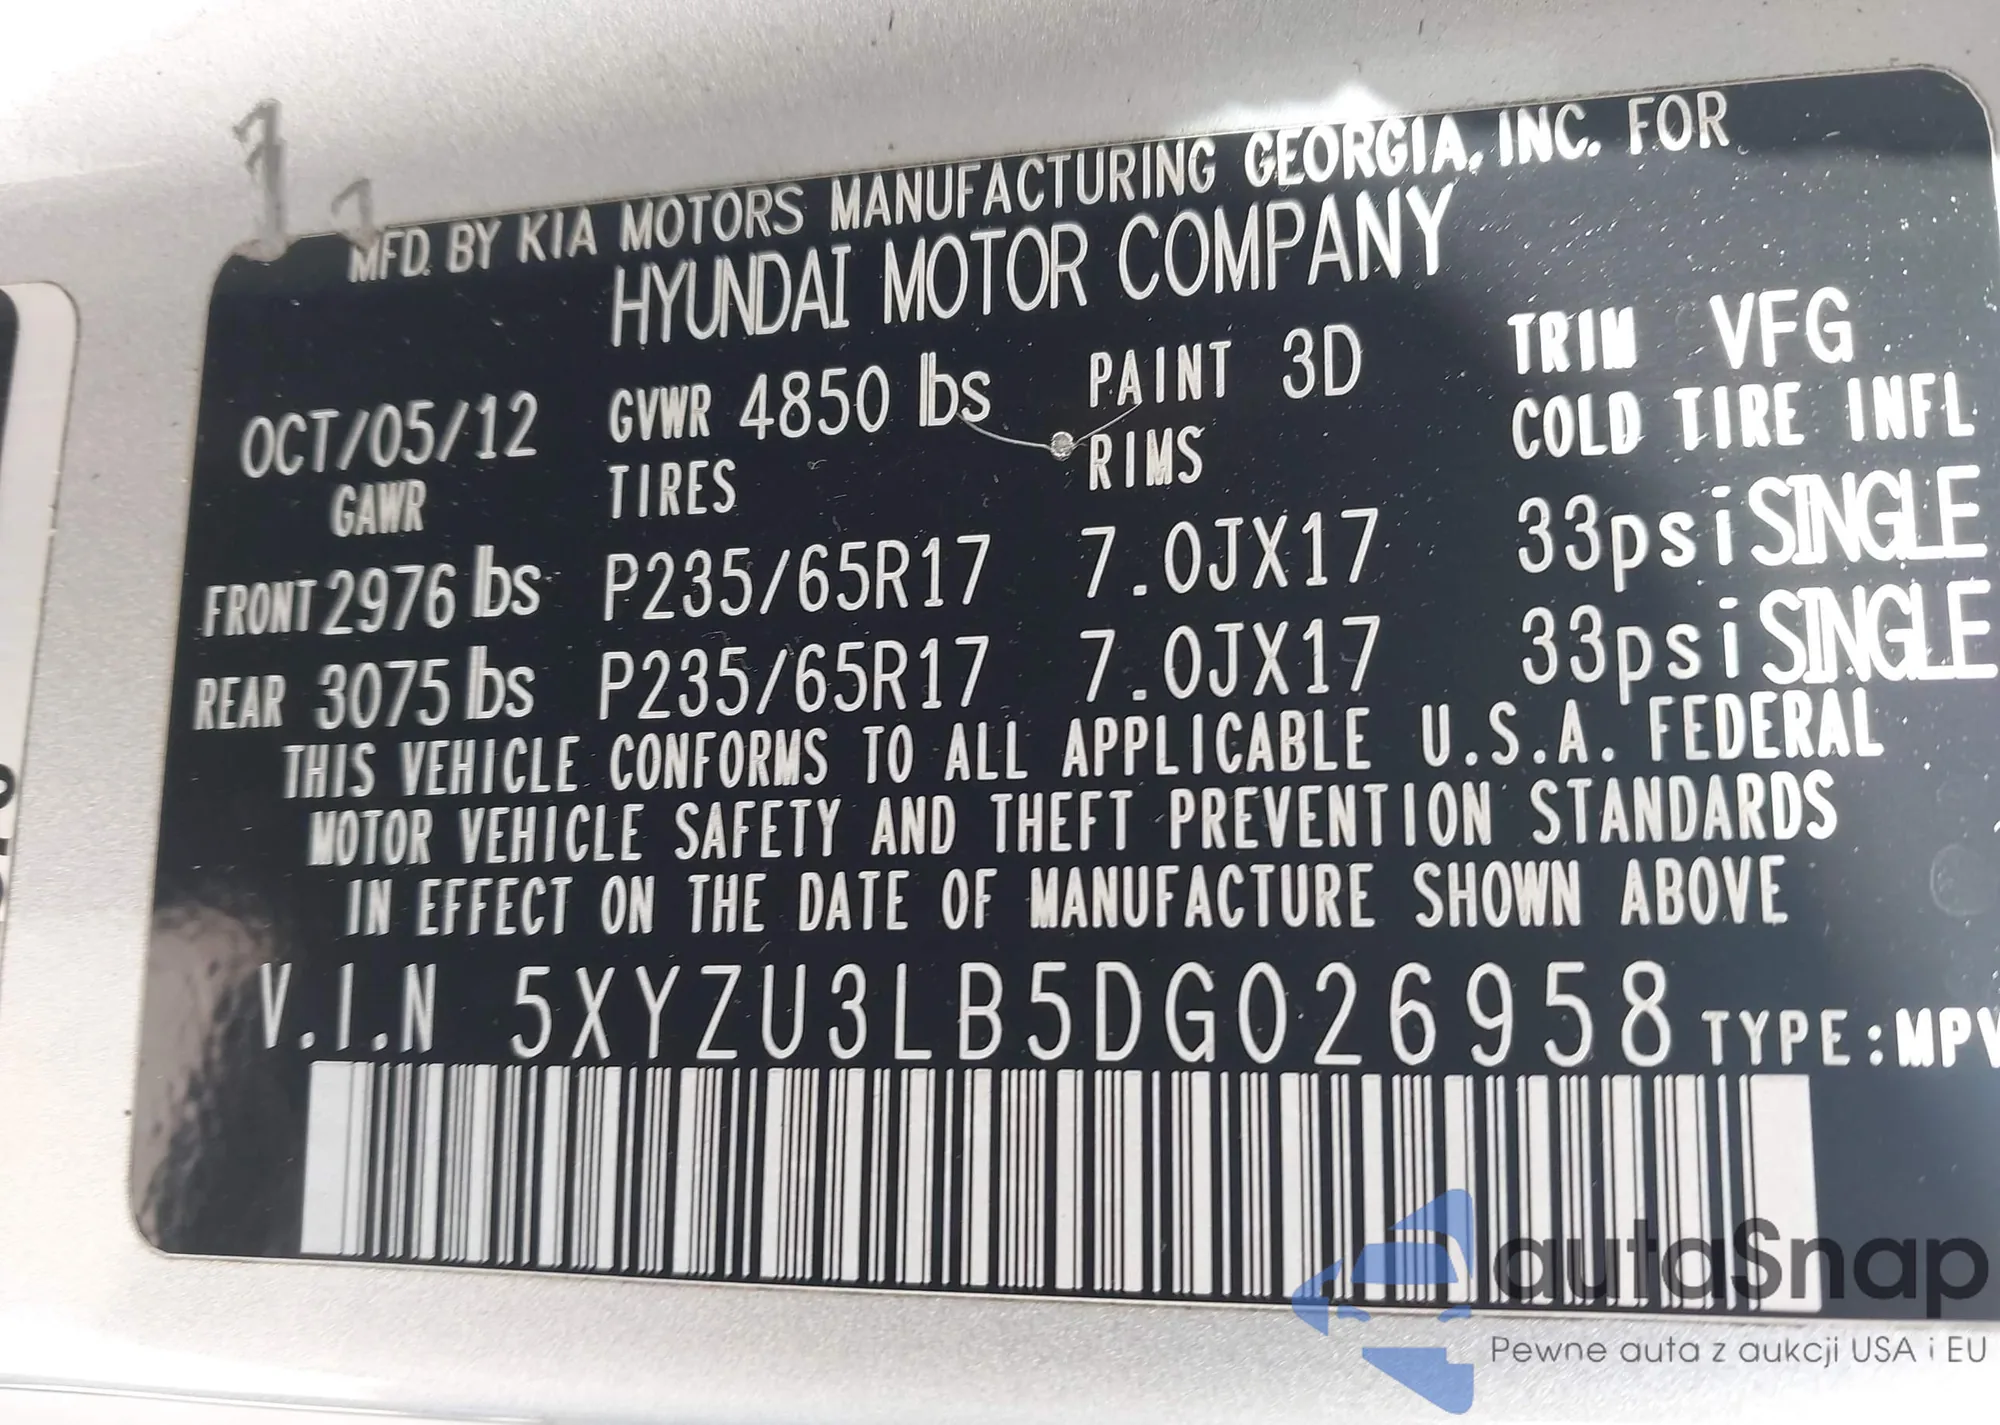 MFD. BY KIA MOTORS MANUFACTURING GEORGIA, INC. FOR
HYUNDAI MOTOR COMPANY
OCT/05/12 GVWR 4850 lbs PAINT 3D TRIM VFG
GAWR TIRES RIMS COLD TIRE INFL
FRONT 2976 lbs P235/65R17 7.0JX17 33psi SINGLE
REAR 3075 lbs P235/65R17 7.0JX17 33psi SINGLE
THIS VEHICLE CONFORMS TO ALL APPLICABLE U.S.A. FEDERAL
MOTOR VEHICLE SAFETY AND THEFT PREVENTION STANDARDS
IN EFFECT ON THE DATE OF MANUFACTURE SHOWN ABOVE
V.I.N 5XYZU3LB5DG026958 TYPE:MPV
autaSnap
Pewne auta z aukcji USA i EU